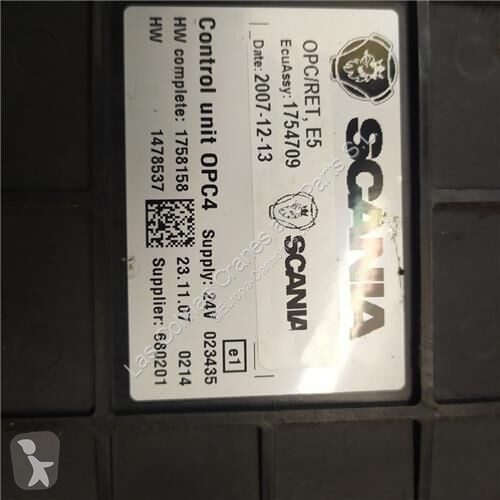 SCANIA
OPC/RET, E5
EcuAssy: 1754709
Date: 2007-12-13
SCANIA
Control unit OPC4 Supply: 24V 023435
e1
HW complete: 1758158 23.11.07 0214
HW 1478537 Supplier: 680201